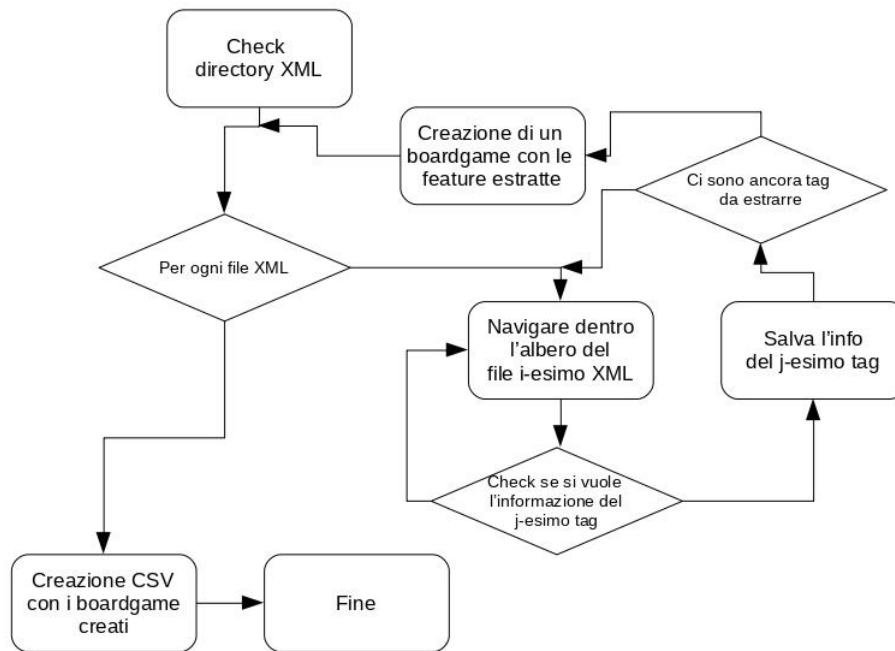 Check
directory XML
Creazione di un
boardgame con le
feature estratte
Ci sono ancora tag
da estrarre
Per ogni file XML
Navigare dentro
l'albero del
file i-esimo XML
Salva l'info
del j-esimo tag
Check se si vuole
l'informazione del
j-esimo tag
Creazione CSV
con i boardgame
creati
Fine